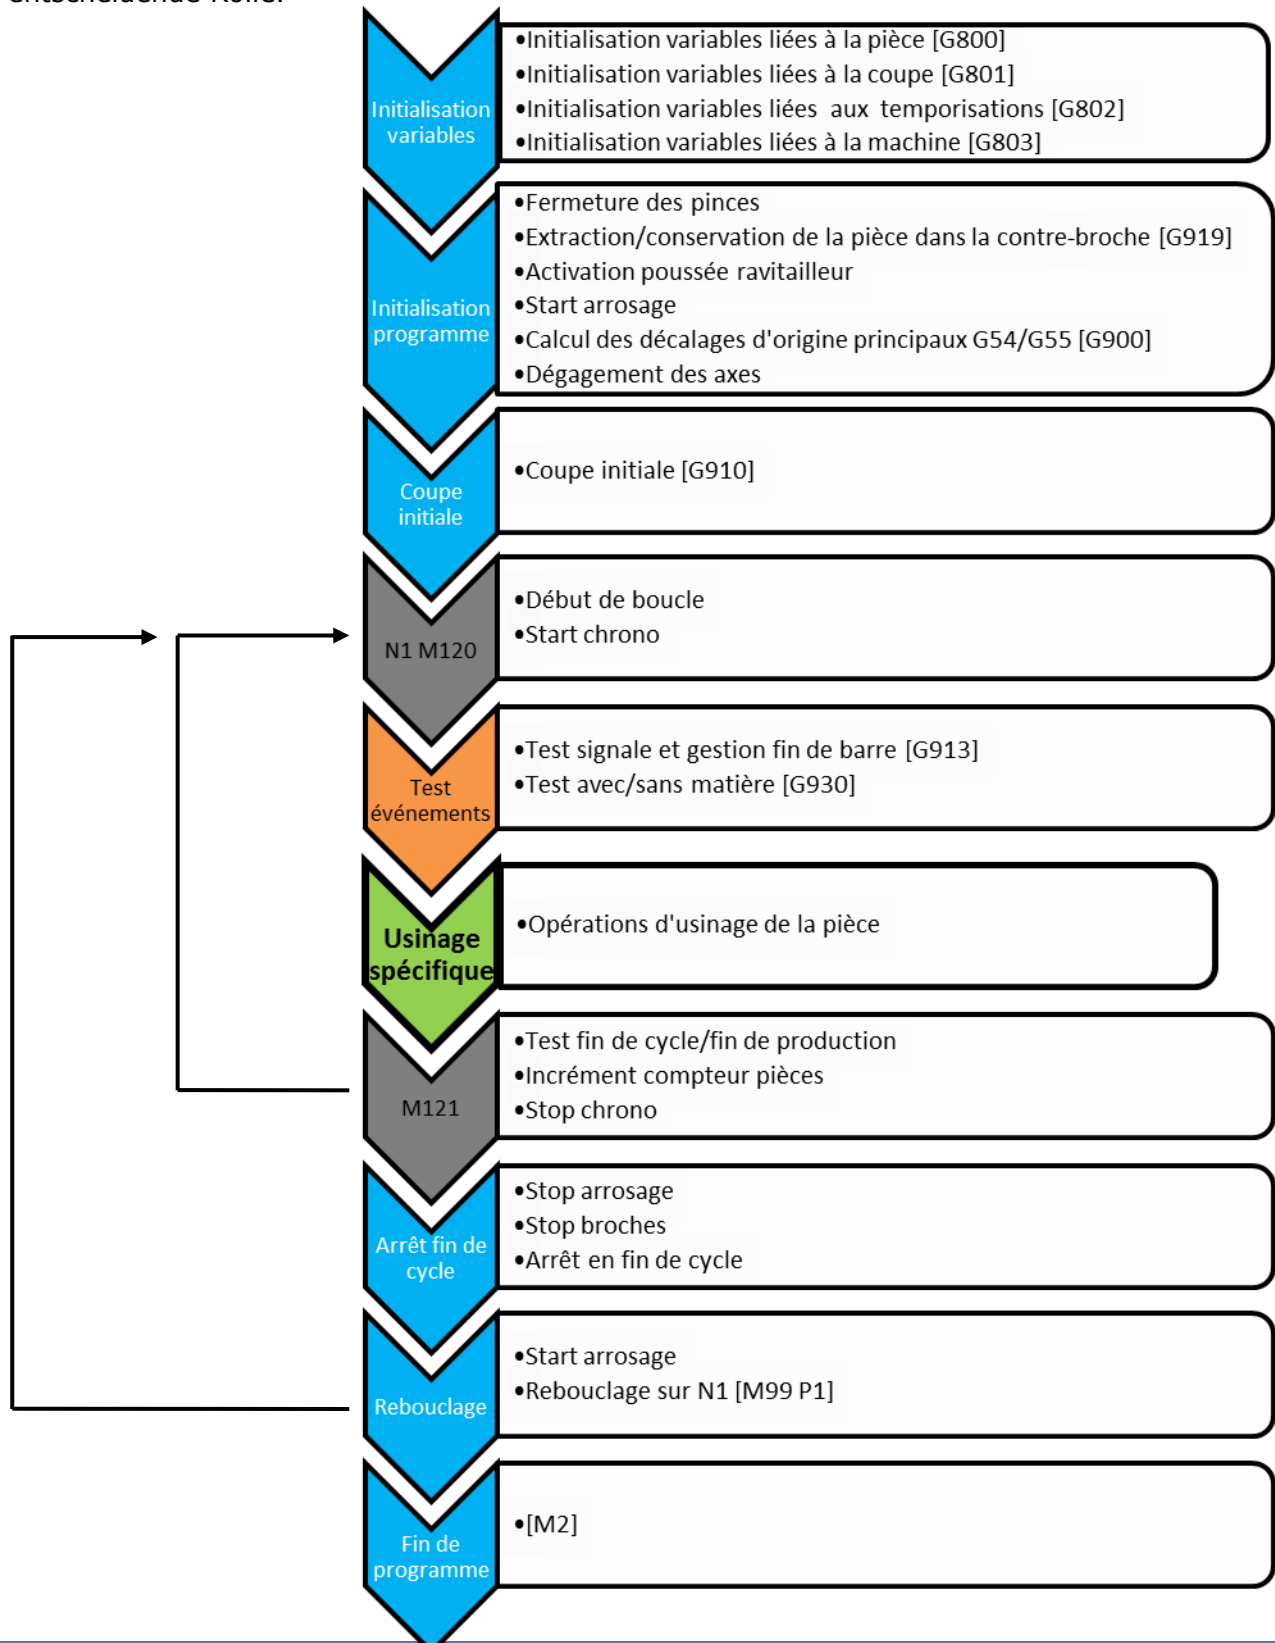 entscheidende Rolle.
Initialisation
variables
•Initialisation variables liées à la pièce [G800]
•Initialisation variables liées à la coupe [G801]
•Initialisation variables liées aux temporisations [G802]
•Initialisation variables liées à la machine [G803]
Initialisation
programme
•Fermeture des pinces
•Extraction/conservation de la pièce dans la contre-broche [G919]
•Activation poussée ravitailleur
•Start arrosage
•Calcul des décalages d'origine principaux G54/G55 [G900]
•Dégagement des axes
Coupe
initiale
•Coupe initiale [G910]
N1 M120
•Début de boucle
•Start chrono
Test
événements
•Test signale et gestion fin de barre [G913]
•Test avec/sans matière [G930]
Usinage
spécifique
•Opérations d'usinage de la pièce
M121
•Test fin de cycle/fin de production
•Incrément compteur pièces
•Stop chrono
Arrêt fin de
cycle
•Stop arrosage
•Stop broches
•Arrêt en fin de cycle
Rebouclage
•Start arrosage
•Rebouclage sur N1 [M99 P1]
Fin de
programme
•[M2]